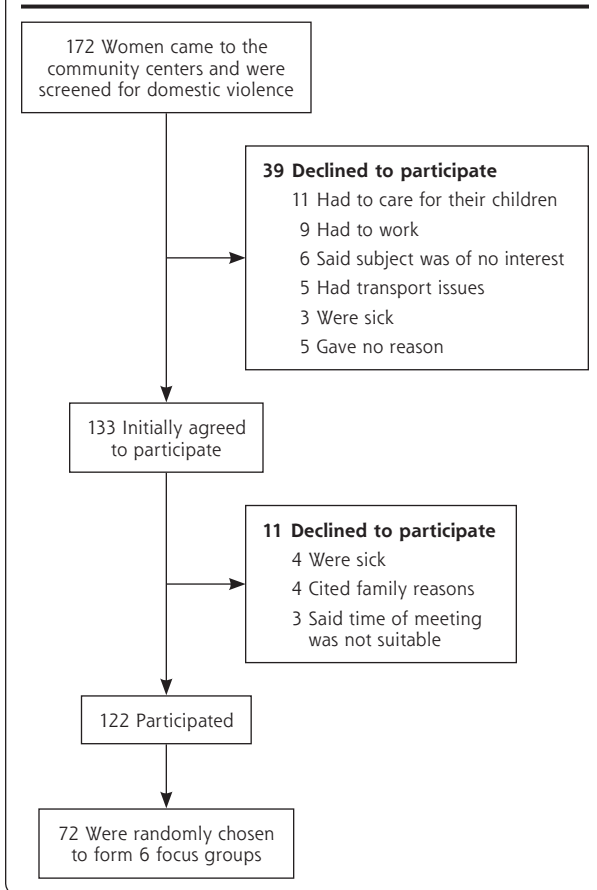 172 Women came to the
community centers and were
screened for domestic violence
39 Declined to participate
11 Had to care for their children
9 Had to work
6 Said subject was of no interest
5 Had transport issues
3 Were sick
5 Gave no reason
133 Initially agreed
to participate
11 Declined to participate
4 Were sick
4 Cited family reasons
3 Said time of meeting
was not suitable
122 Participated
72 Were randomly chosen
to form 6 focus groups